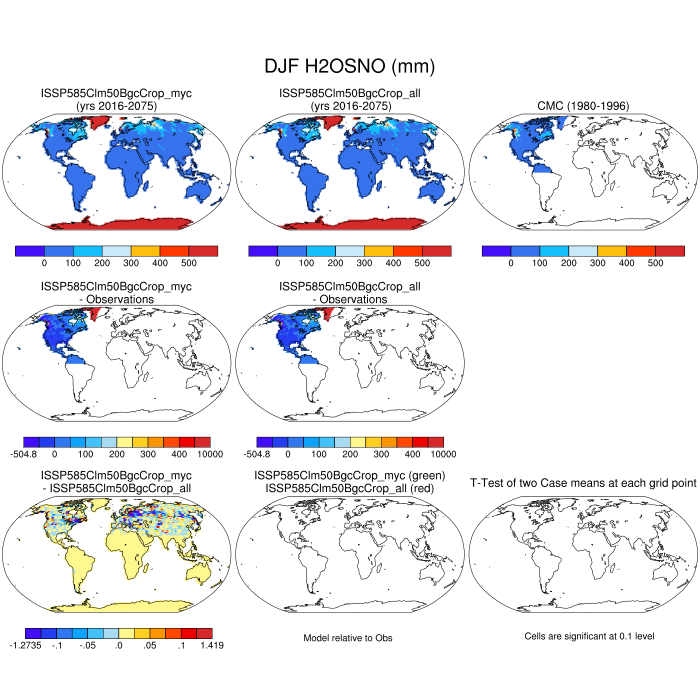 DJF H2OSNO (mm)
ISSP585Clm50BgcCrop_myc
(yrs 2016-2075)
ISSP585Clm50BgcCrop_all
(yrs 2016-2075)
CMC (1980-1996)
0 100 200 300 400 500
0 100 200 300 400 500
0 100 200 300 400 500
ISSP585Clm50BgcCrop_myc
- Observations
ISSP585Clm50BgcCrop_all
- Observations
-504.8 0 100 200 300 400 10000
-504.8 0 100 200 300 400 10000
ISSP585Clm50BgcCrop_myc
- ISSP585Clm50BgcCrop_all
ISSP585Clm50BgcCrop_myc (green)
ISSP585Clm50BgcCrop_all (red)
T-Test of two Case means at each grid point
-1.2735 -.1 -.05 .0 .05 .1 1.419
Model relative to Obs
Cells are significant at 0.1 level